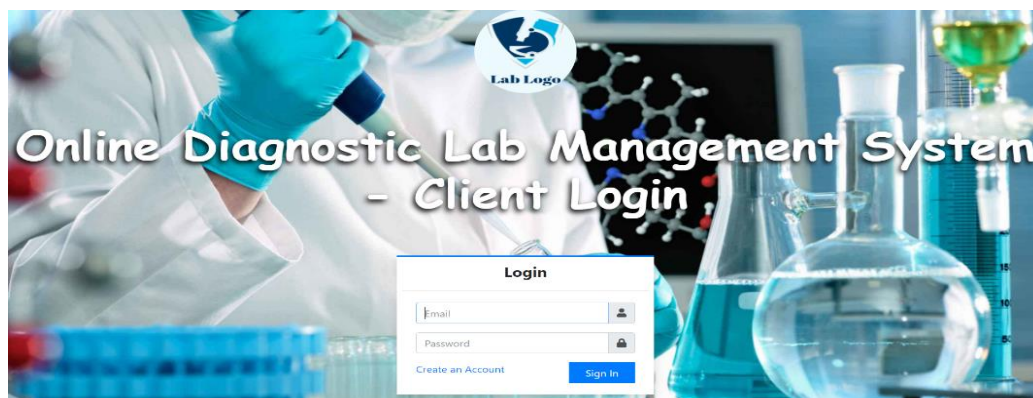 Lab Logo
Online Diagnostic Lab Management System
- Client Login
Login
Email
Password
Create an Account
Sign In